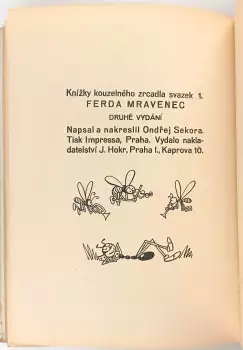 Knížky kouzelného zrcadla svazek 1.
FERDA MRAVENEC
DRUHÉ VYDÁNÍ
Napsal a nakreslil Ondřej Sekora.
Tisk Impressa, Praha. Vydalo nakla-
datelství J. Hokr, Praha I., Kaprova 10.